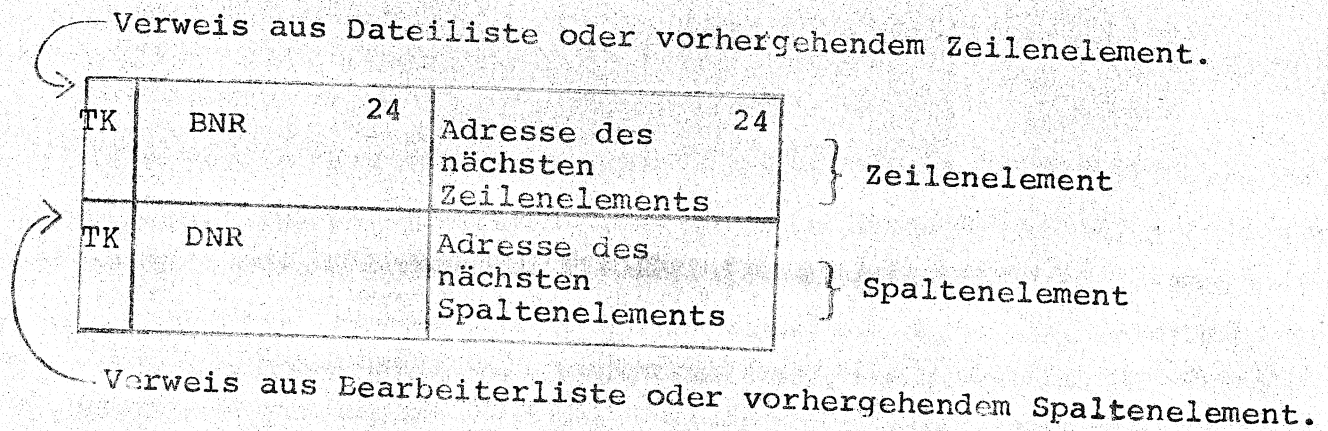 Verweis aus Dateiliste oder vorhergehendem Zeilenelement.
TK BNR 24 Adresse des 24
nächsten
Zeilenelements
Zeilenelement
TK DNR Adresse des
nächsten
Spaltenelements
Spaltenelement
Verweis aus Bearbeiterliste oder vorhergehendem Spaltenelement.